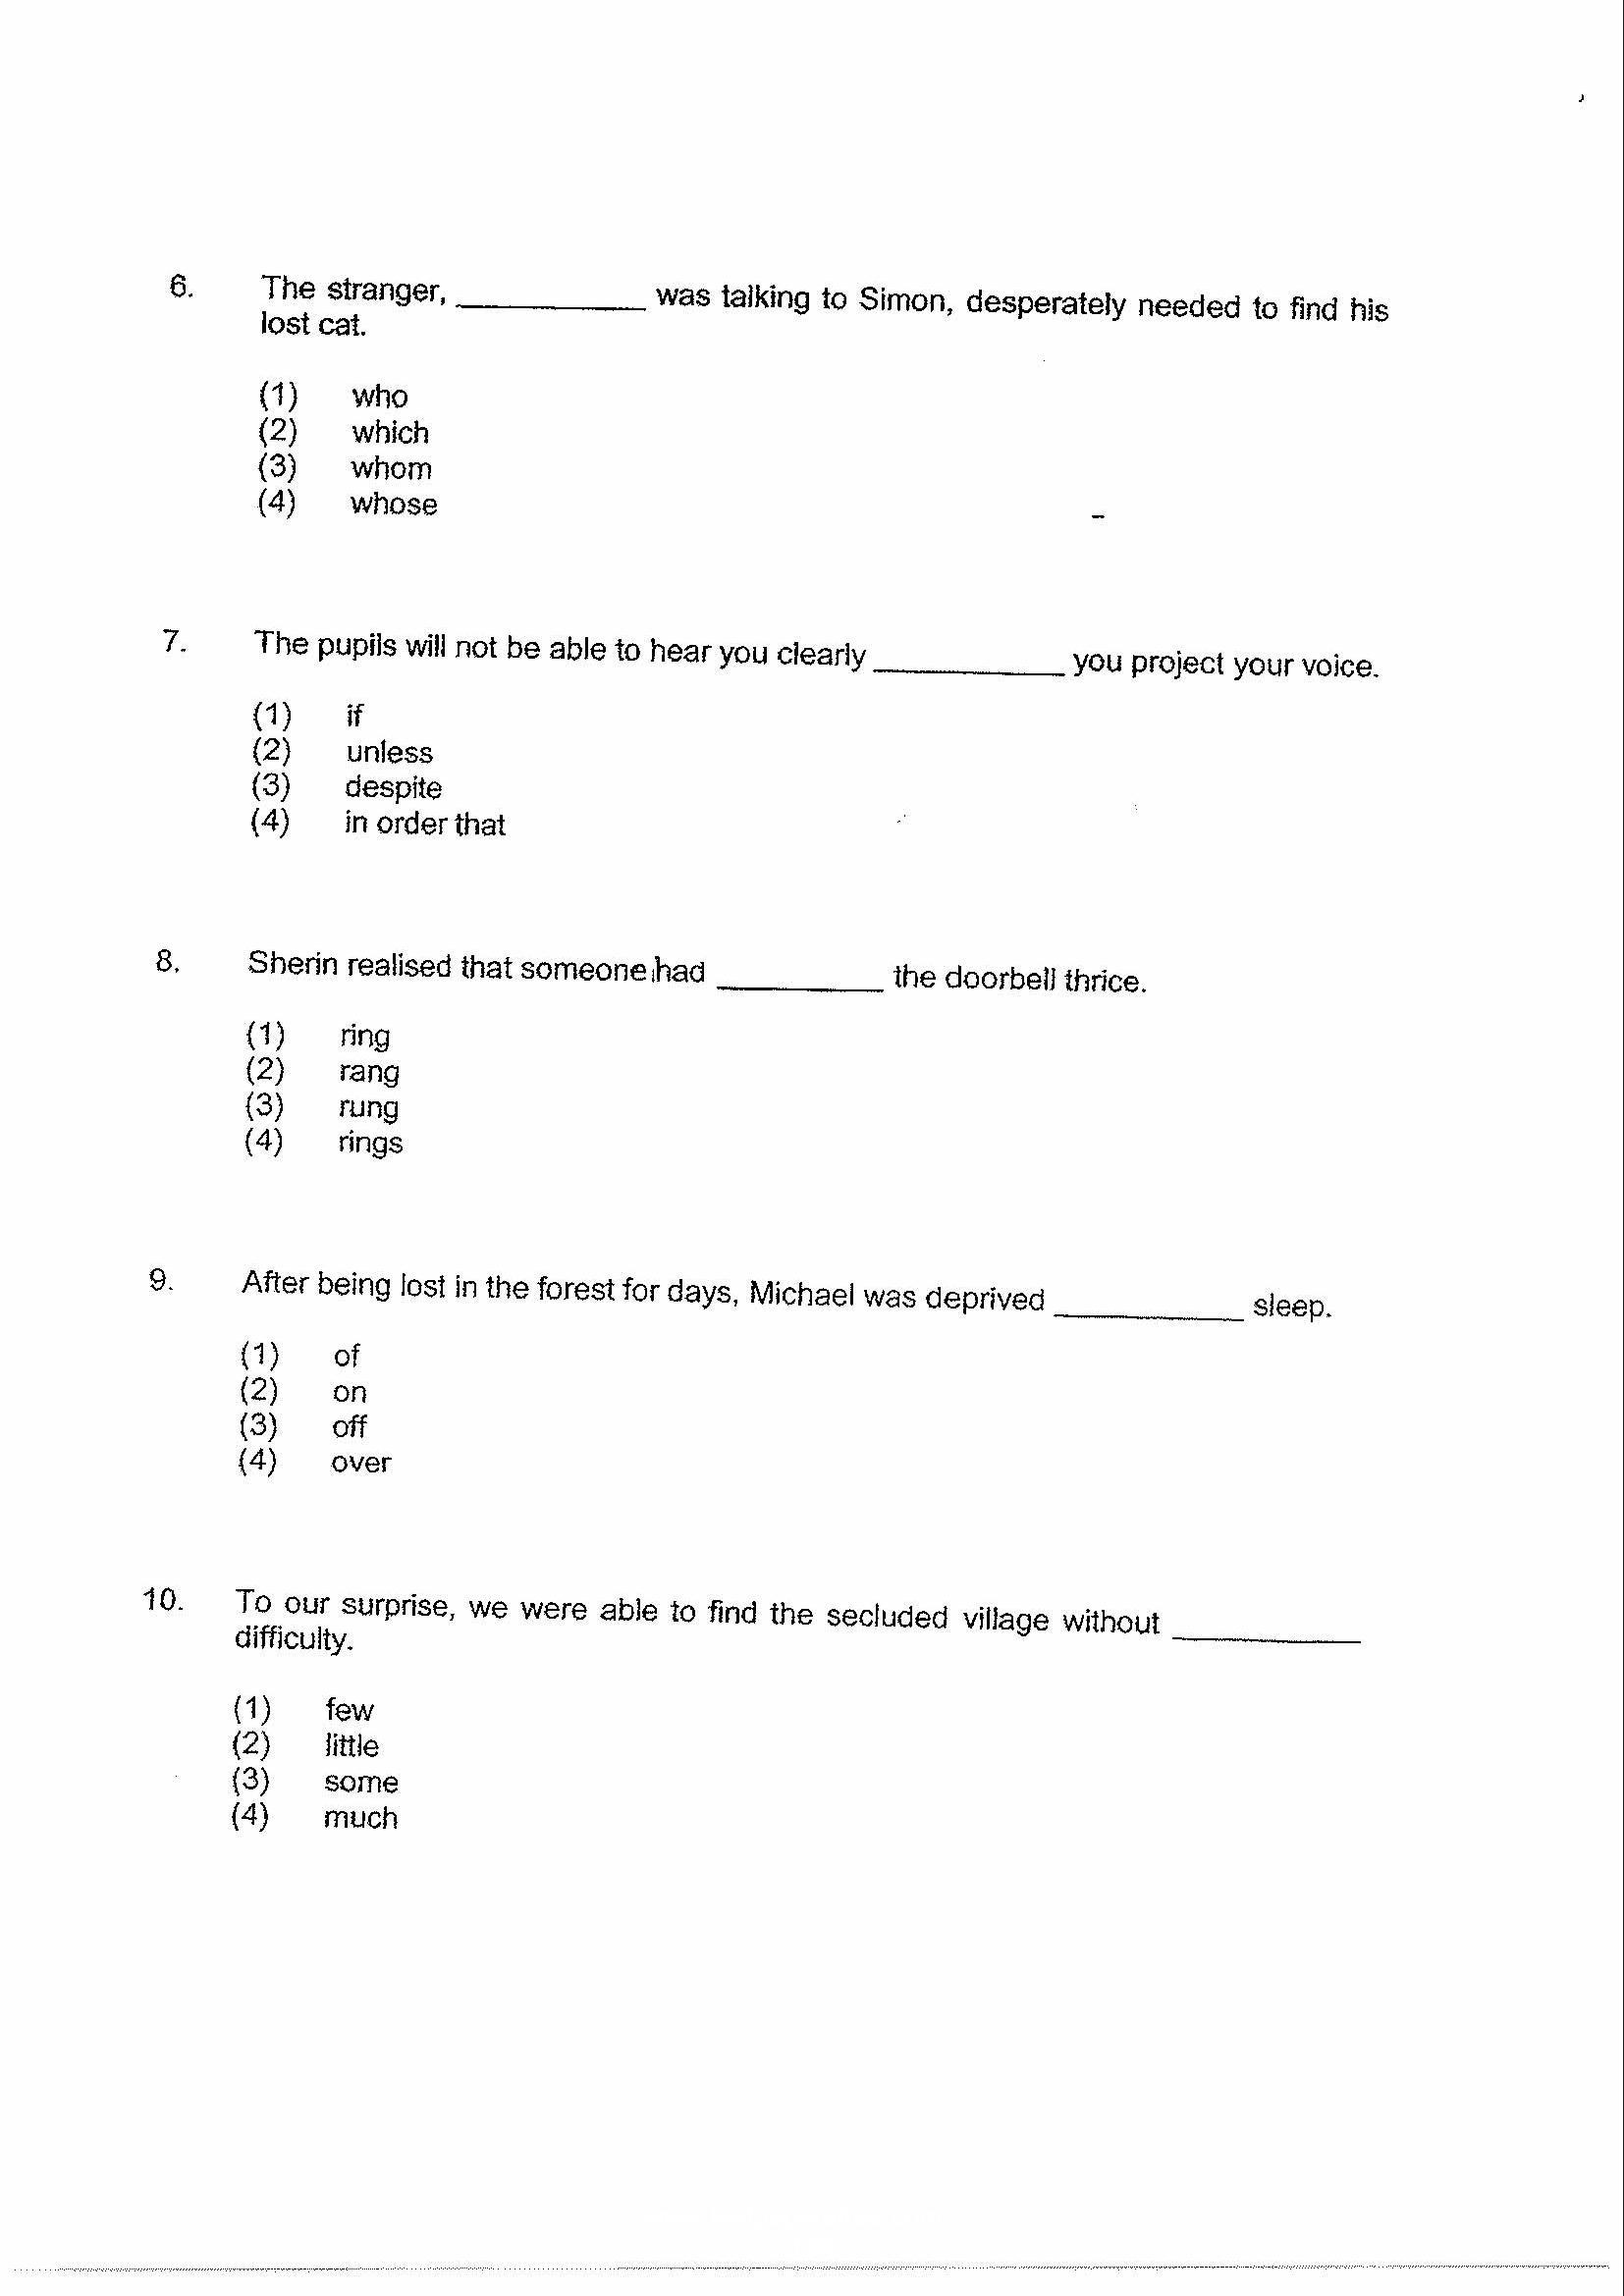 6. The stranger, ____________ was talking to Simon, desperately needed to find his
lost cat.
(1) who
(2) which
(3) whom
(4) whose
7. The pupils will not be able to hear you clearly ____________ you project your voice.
(1) if
(2) unless
(3) despite
(4) in order that
8. Sherin realised that someone had ___________ the doorbell thrice.
(1) ring
(2) rang
(3) rung
(4) rings
9. After being lost in the forest for days, Michael was deprived ____________ sleep.
(1) of
(2) on
(3) off
(4) over
10. To our surprise, we were able to find the secluded village without ____________
difficulty.
(1) few
(2) little
(3) some
(4) much